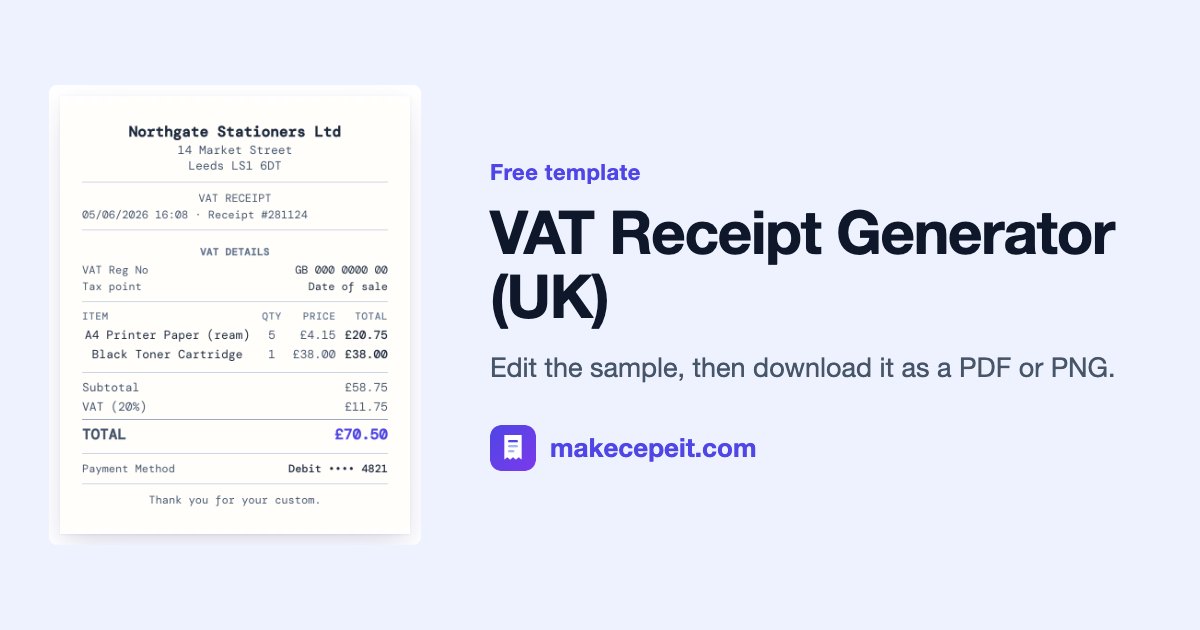 Northgate Stationers Ltd
14 Market Street
Leeds LS1 6DT
VAT RECEIPT
05/06/2026 16:08 · Receipt #281124
VAT DETAILS
VAT Reg No GB 000 0000 00
Tax point Date of sale
ITEM QTY PRICE TOTAL
A4 Printer Paper (ream) 5 £4.15 £20.75
Black Toner Cartridge 1 £38.00 £38.00
Subtotal £58.75
VAT (20%) £11.75
TOTAL £70.50
Payment Method Debit •••• 4821
Thank you for your custom.
Free template
VAT Receipt Generator
(UK)
Edit the sample, then download it as a PDF or PNG.
makecepeit.com